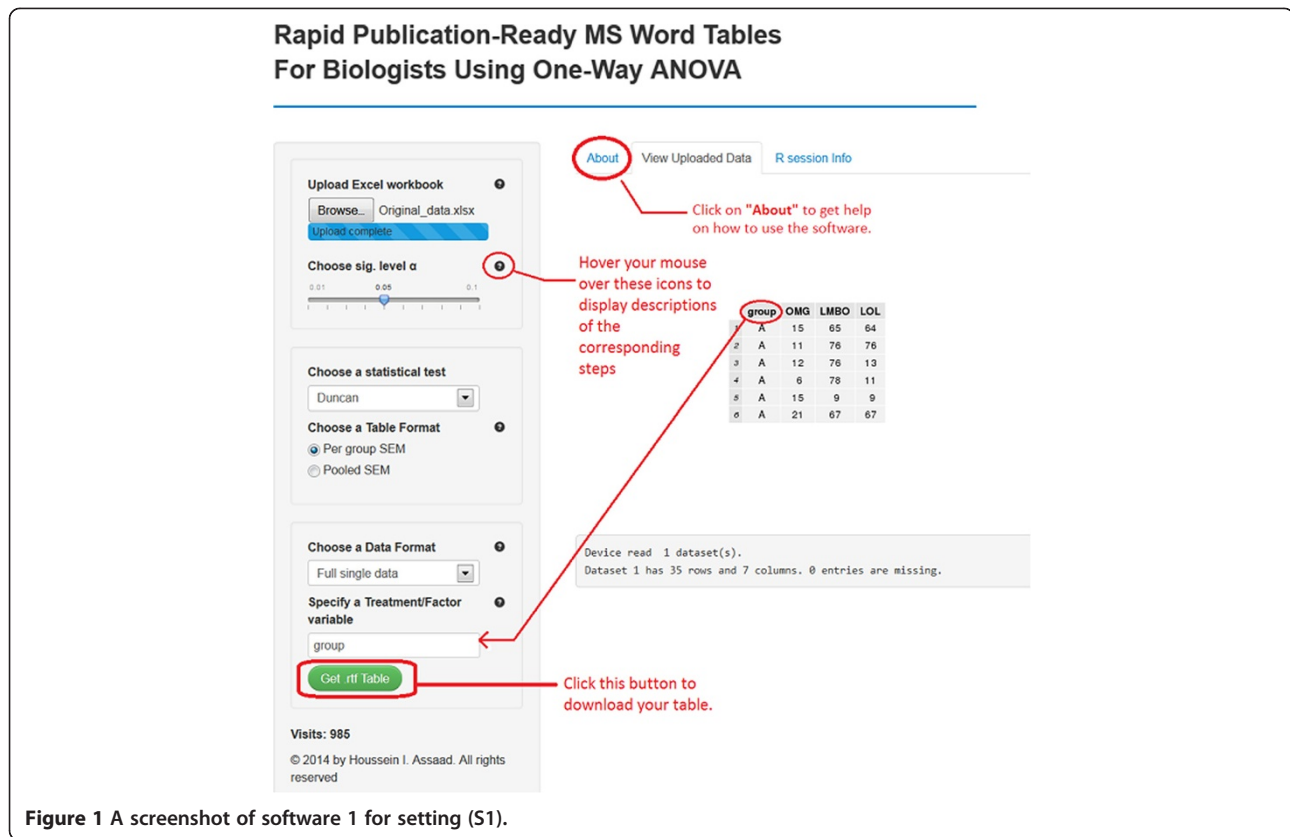 Rapid Publication-Ready MS Word Tables
For Biologists Using One-Way ANOVA
Upload Excel workbook
Browse... Original_data.xlsx
Upload complete
Choose sig. level α
0.01 0.05 0.1
Choose a statistical test
Duncan
Choose a Table Format
Per group SEM
Pooled SEM
Choose a Data Format
Full single data
Specify a Treatment/Factor
variable
group
Get .rtf Table
Visits: 985
© 2014 by Houssein I. Assaad. All rights
reserved
About View Uploaded Data R session Info
Click on "About" to get help
on how to use the software.
Hover your mouse
over these icons to
display descriptions
of the
corresponding
steps
group OMG LMBO LOL
1 A 15 65 64
2 A 11 76 76
3 A 12 76 13
4 A 6 78 11
5 A 15 9 9
6 A 21 67 67
Device read 1 dataset(s).
Dataset 1 has 35 rows and 7 columns. 0 entries are missing.
Click this button to
download your table.
Figure 1 A screenshot of software 1 for setting (S1).